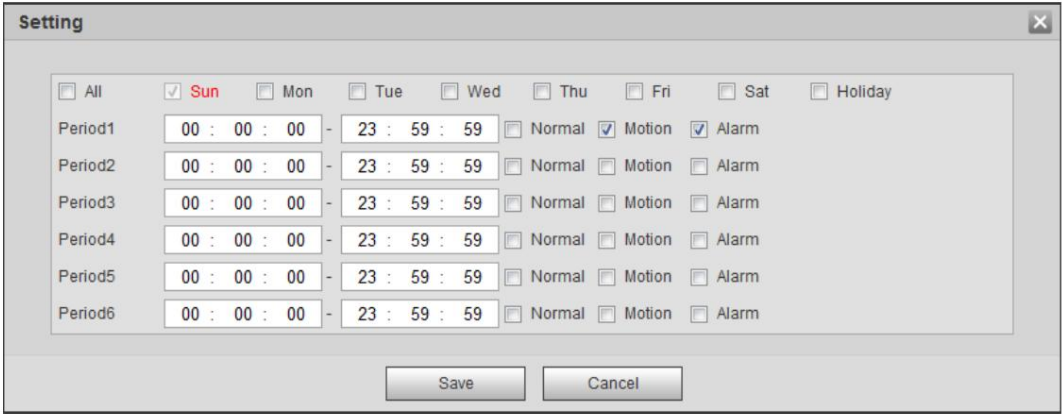 Setting
All Sun Mon Tue Wed Thu Fri Sat Holiday
Period1 00 : 00 : 00 - 23 : 59 : 59 Normal Motion Alarm
Period2 00 : 00 : 00 - 23 : 59 : 59 Normal Motion Alarm
Period3 00 : 00 : 00 - 23 : 59 : 59 Normal Motion Alarm
Period4 00 : 00 : 00 - 23 : 59 : 59 Normal Motion Alarm
Period5 00 : 00 : 00 - 23 : 59 : 59 Normal Motion Alarm
Period6 00 : 00 : 00 - 23 : 59 : 59 Normal Motion Alarm
Save Cancel